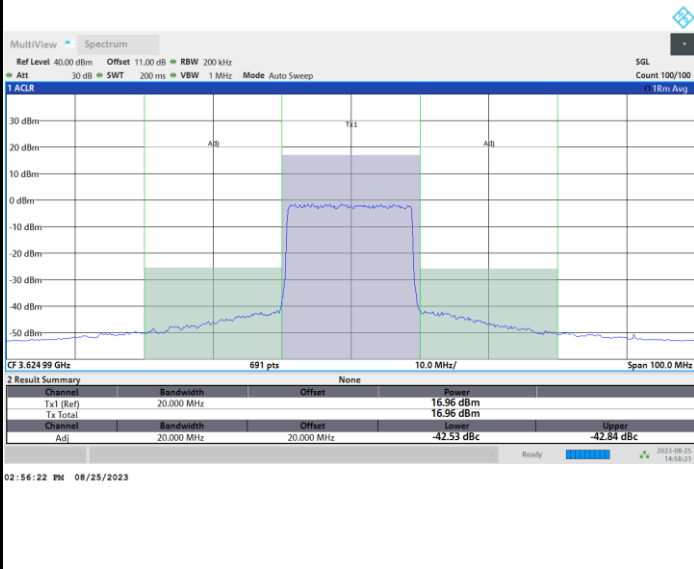 MultiView Spectrum
Ref Level 40.00 dBm Offset 11.00 dB RBW 200 kHz SGL
Att 30 dB SWT 200 ms VBW 1 MHz Mode Auto Sweep Count 100/100
1 ACLR 1Rm Avg
30 dBm
Tx1
20 dBm Adj Adj
10 dBm
0 dBm
-10 dBm
-20 dBm
-30 dBm
-40 dBm
-50 dBm
CF 3.624 99 GHz 691 pts 10.0 MHz/ Span 100.0 MHz
2 Result Summary None
Channel Bandwidth Offset Power
Tx1 (Ref) 20.000 MHz 16.96 dBm
Tx Total 16.96 dBm
Channel Bandwidth Offset Lower Upper
Adj 20.000 MHz 20.000 MHz -42.53 dBc -42.84 dBc
Ready 2023-08-25
14:56:21
02:56:22 PM 08/25/2023